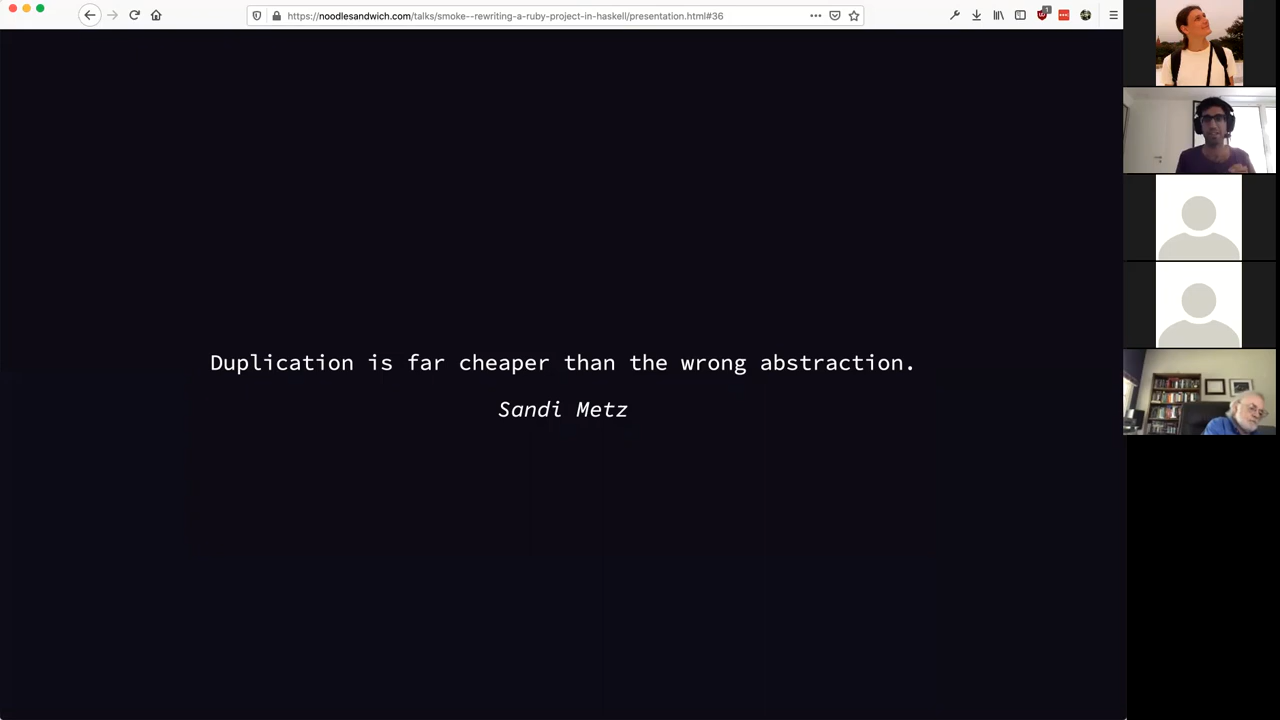 https://noodlesandwich.com/talks/smoke--rewriting-a-ruby-project-in-haskell/presentation.html#36
1
Duplication is far cheaper than the wrong abstraction.
Sandi Metz